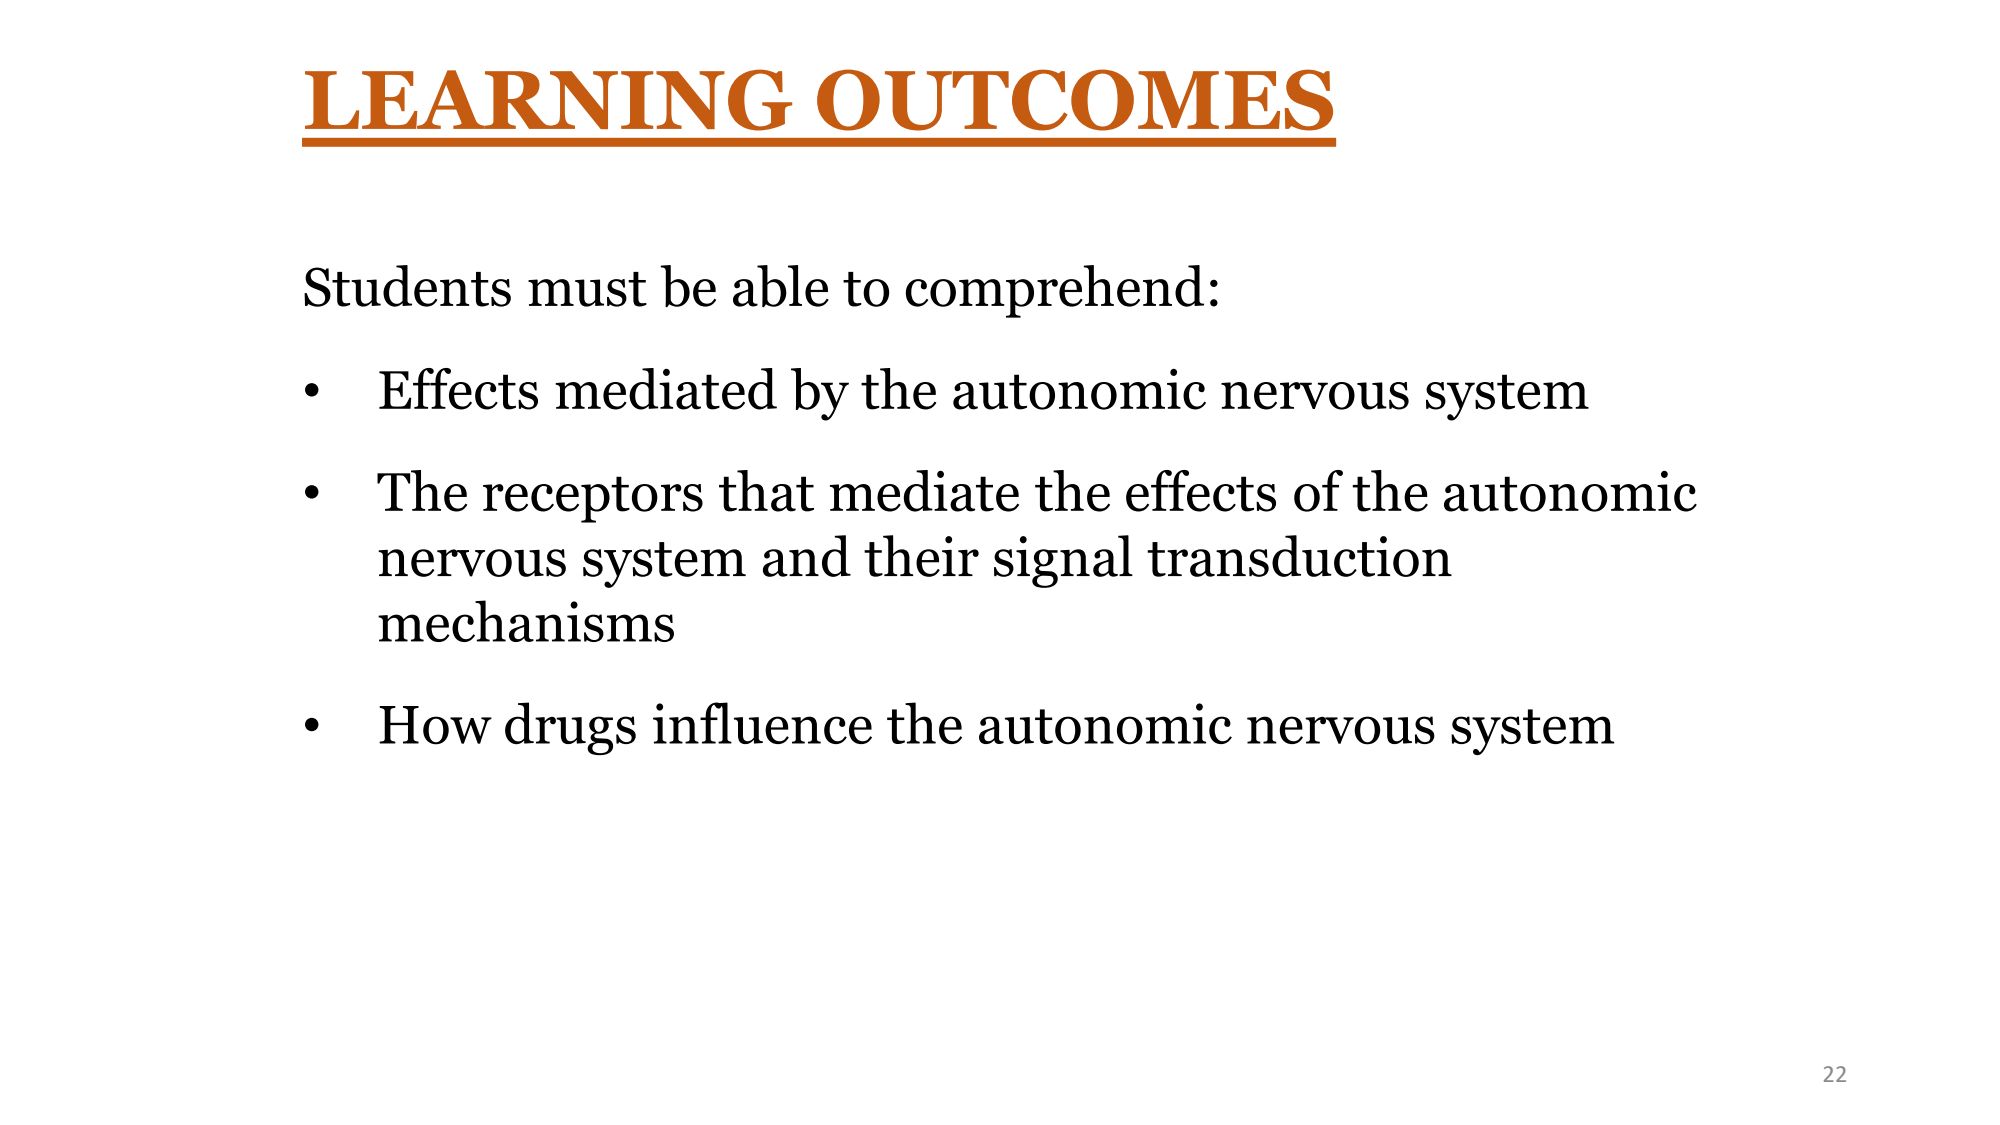 LEARNING OUTCOMES
Students must be able to comprehend:
• Effects mediated by the autonomic nervous system
• The receptors that mediate the effects of the autonomic
nervous system and their signal transduction
mechanisms
• How drugs influence the autonomic nervous system
22